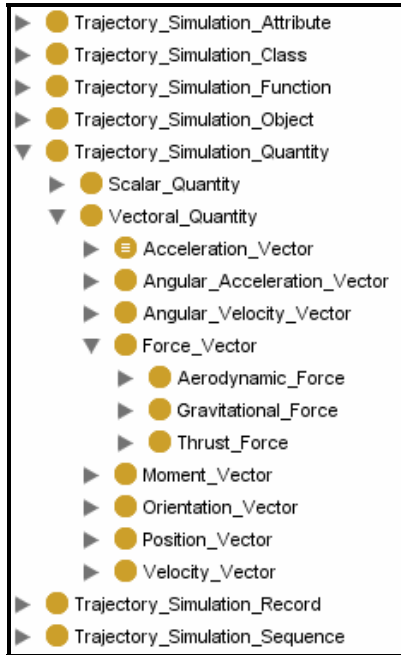 Trajectory_Simulation_Attribute
Trajectory_Simulation_Class
Trajectory_Simulation_Function
Trajectory_Simulation_Object
Trajectory_Simulation_Quantity
Scalar_Quantity
Vectoral_Quantity
Acceleration_Vector
Angular_Acceleration_Vector
Angular_Velocity_Vector
Force_Vector
Aerodynamic_Force
Gravitational_Force
Thrust_Force
Moment_Vector
Orientation_Vector
Position_Vector
Velocity_Vector
Trajectory_Simulation_Record
Trajectory_Simulation_Sequence